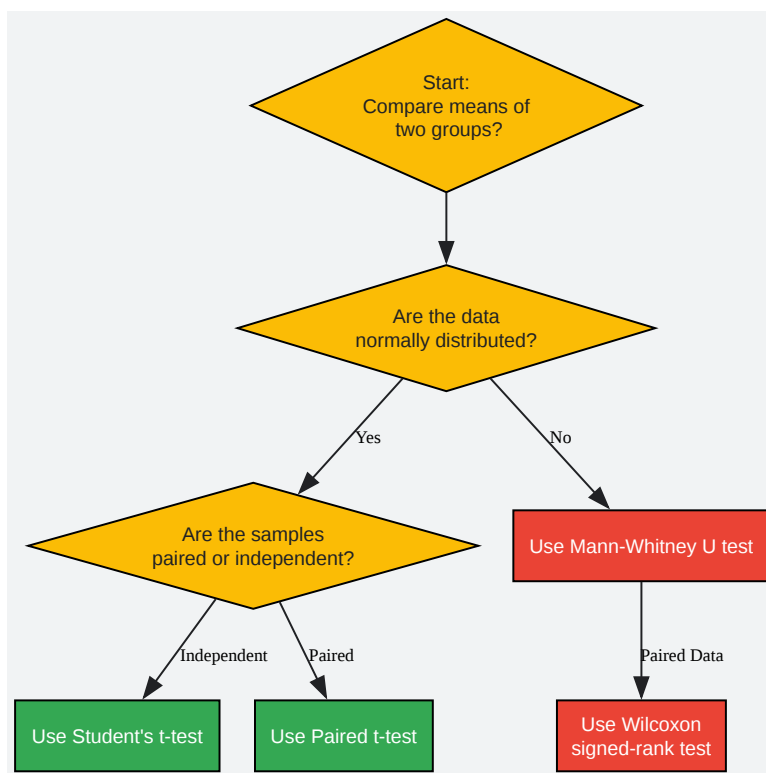 Start:
Compare means of
two groups?
Are the data
normally distributed?
Yes
No
Are the samples
paired or independent?
Use Mann-Whitney U test
Independent
Paired
Paired Data
Use Student's t-test
Use Paired t-test
Use Wilcoxon
signed-rank test